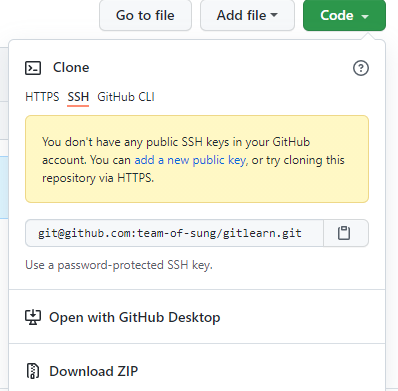 Go to file Add file Code
Clone
HTTPS SSH GitHub CLI
You don't have any public SSH keys in your GitHub
account. You can add a new public key, or try cloning this
repository via HTTPS.
git@github.com:team-of-sung/gitlearn.git
Use a password-protected SSH key.
Open with GitHub Desktop
Download ZIP